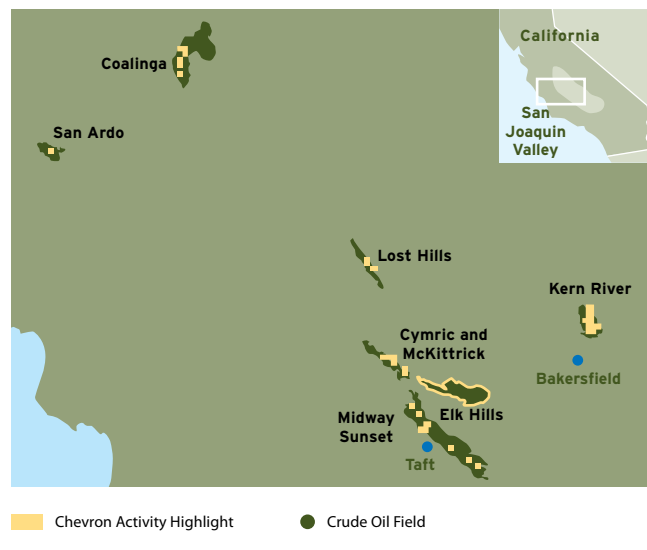 California
San
Joaquin
Valley
Coalinga
San Ardo
Lost Hills
Kern River
Cymric and
McKittrick
Bakersfield
Elk Hills
Midway
Sunset
Taft
Chevron Activity Highlight
Crude Oil Field